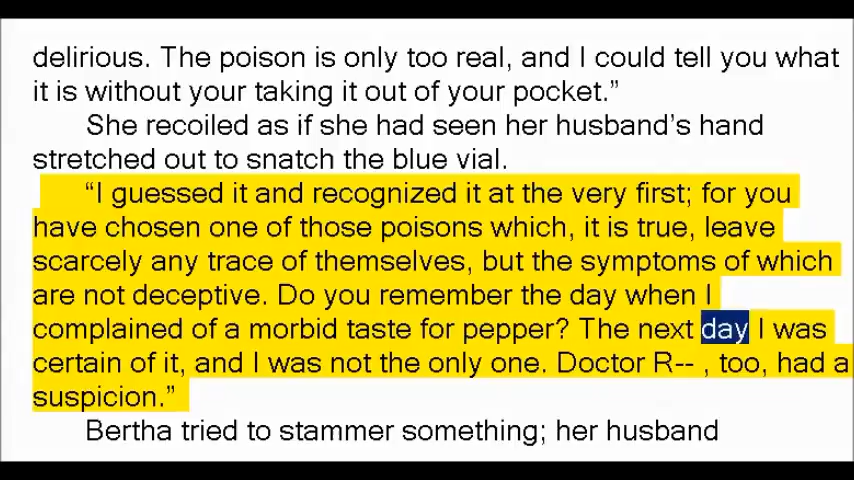 delirious. The poison is only too real, and I could tell you what
it is without your taking it out of your pocket.”
She recoiled as if she had seen her husband’s hand
stretched out to snatch the blue vial.
“I guessed it and recognized it at the very first; for you
have chosen one of those poisons which, it is true, leave
scarcely any trace of themselves, but the symptoms of which
are not deceptive. Do you remember the day when I
complained of a morbid taste for pepper? The next day I was
certain of it, and I was not the only one. Doctor R-- , too, had a
suspicion.”
Bertha tried to stammer something; her husband